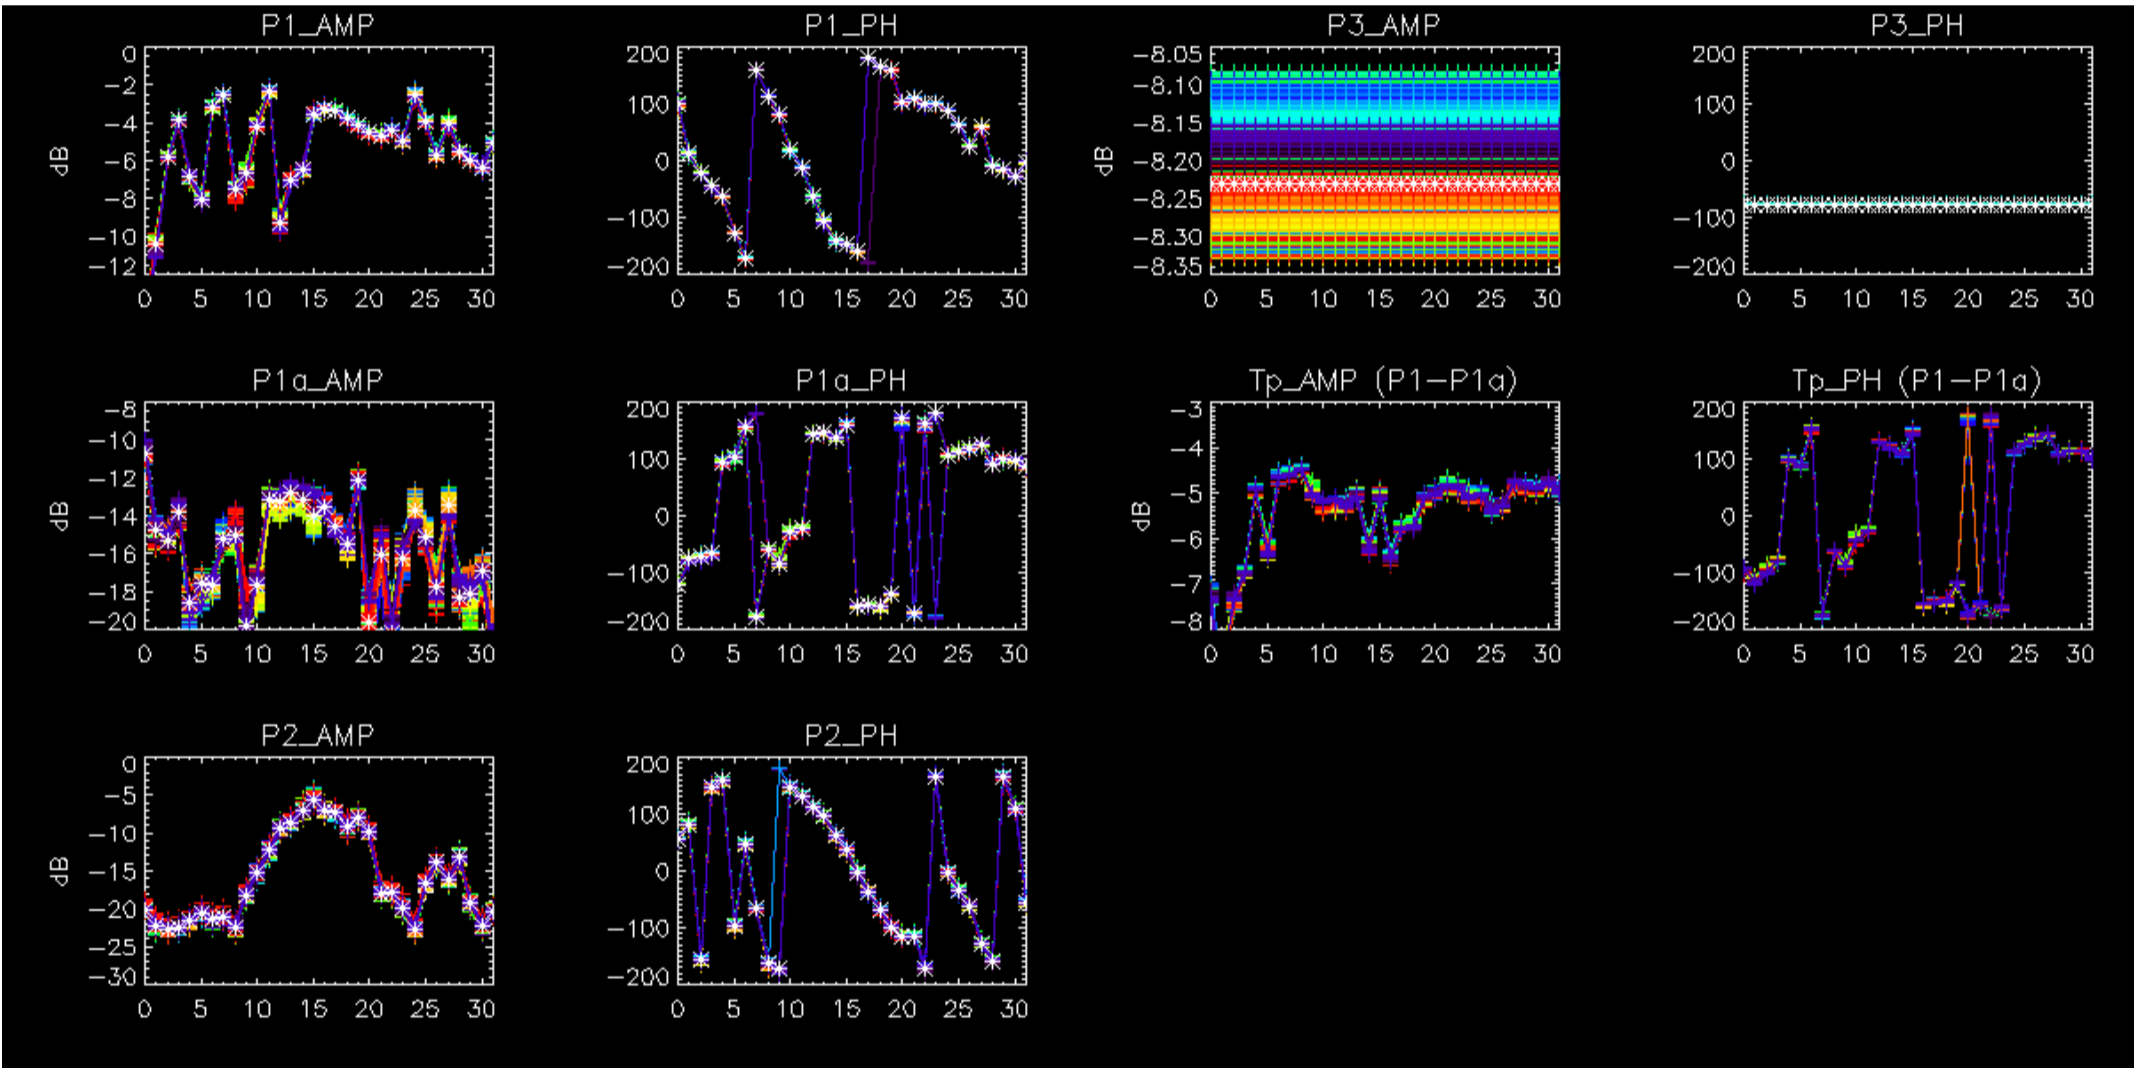 P1_AMP
P1_PH
P3_AMP
P3_PH
0
-2
-4
-6
-8
-10
-12
dB
0 5 10 15 20 25 30
200
100
0
-100
-200
0 5 10 15 20 25 30
-8.05
-8.10
-8.15
-8.20
-8.25
-8.30
-8.35
dB
0 5 10 15 20 25 30
200
100
0
-100
-200
0 5 10 15 20 25 30
P1a_AMP
P1a_PH
Tp_AMP (P1-P1a)
Tp_PH (P1-P1a)
-8
-10
-12
-14
-16
-18
-20
dB
0 5 10 15 20 25 30
200
100
0
-100
-200
0 5 10 15 20 25 30
-3
-4
-5
-6
-7
-8
dB
0 5 10 15 20 25 30
200
100
0
-100
-200
0 5 10 15 20 25 30
P2_AMP
P2_PH
0
-5
-10
-15
-20
-25
-30
dB
0 5 10 15 20 25 30
200
100
0
-100
-200
0 5 10 15 20 25 30